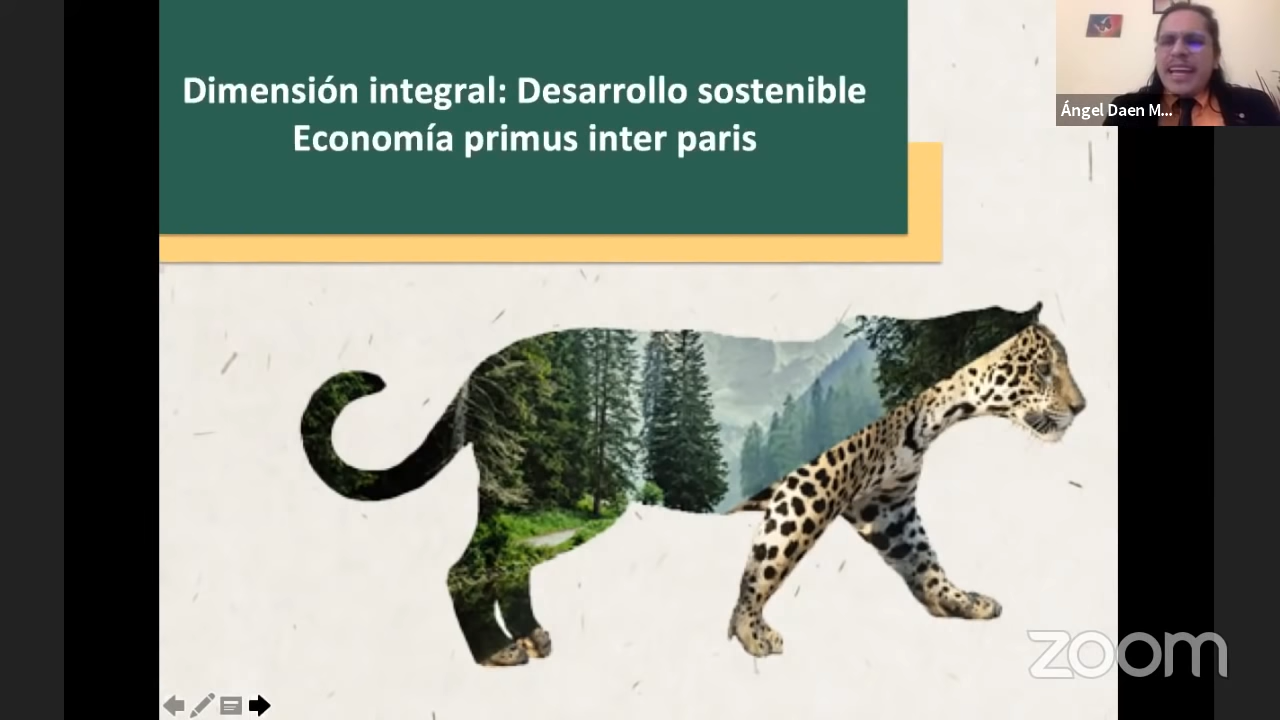 Dimensión integral: Desarrollo sostenible
Economía primus inter paris
Ángel Daen M...
zoom